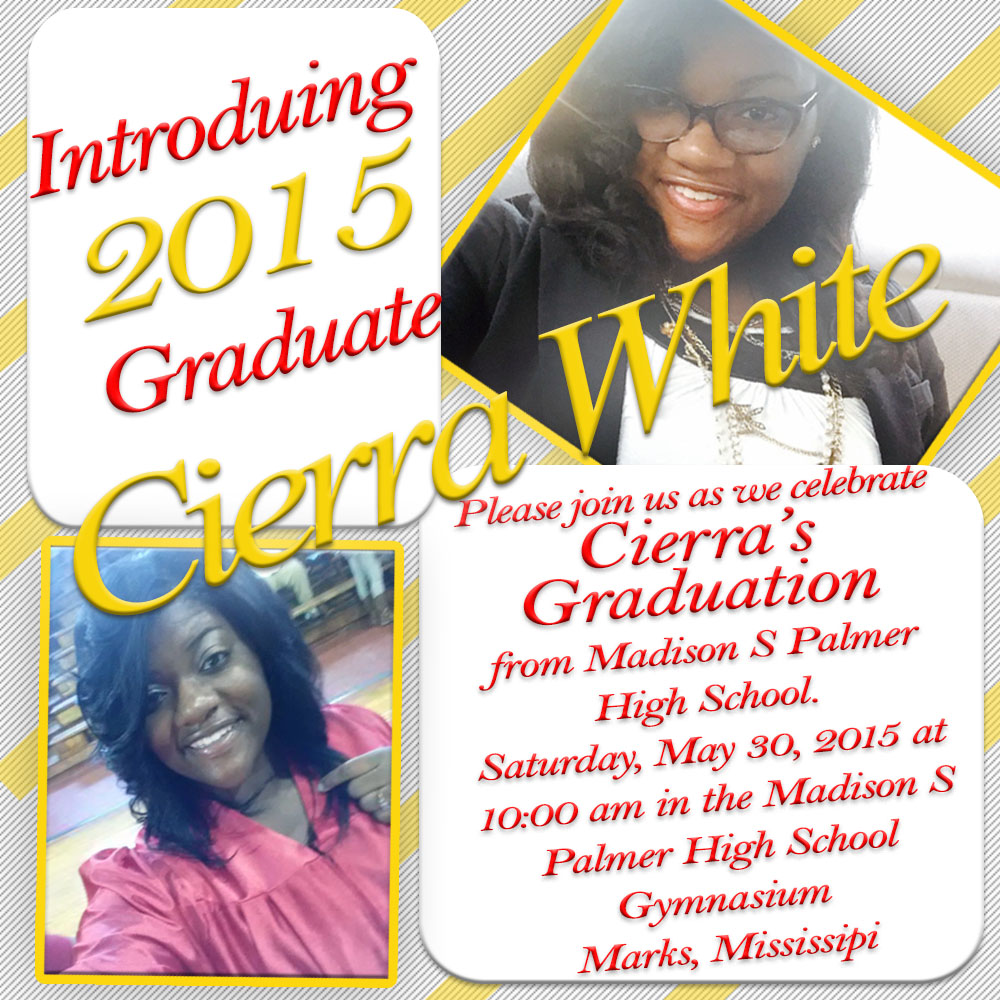 Introduing
2015
Graduate
Cierra White
Please join us as we celebrate
Cierra's
Graduation
from Madison S Palmer
High School.
Saturday, May 30, 2015 at
10:00 am in the Madison S
Palmer High School
Gymnasium
Marks, Mississipi